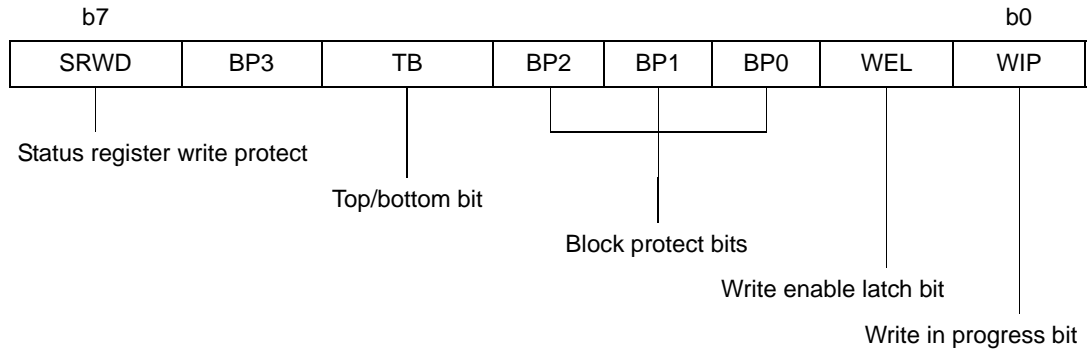 b7 b0
SRWD BP3 TB BP2 BP1 BP0 WEL WIP
Status register write protect
Top/bottom bit
Block protect bits
Write enable latch bit
Write in progress bit